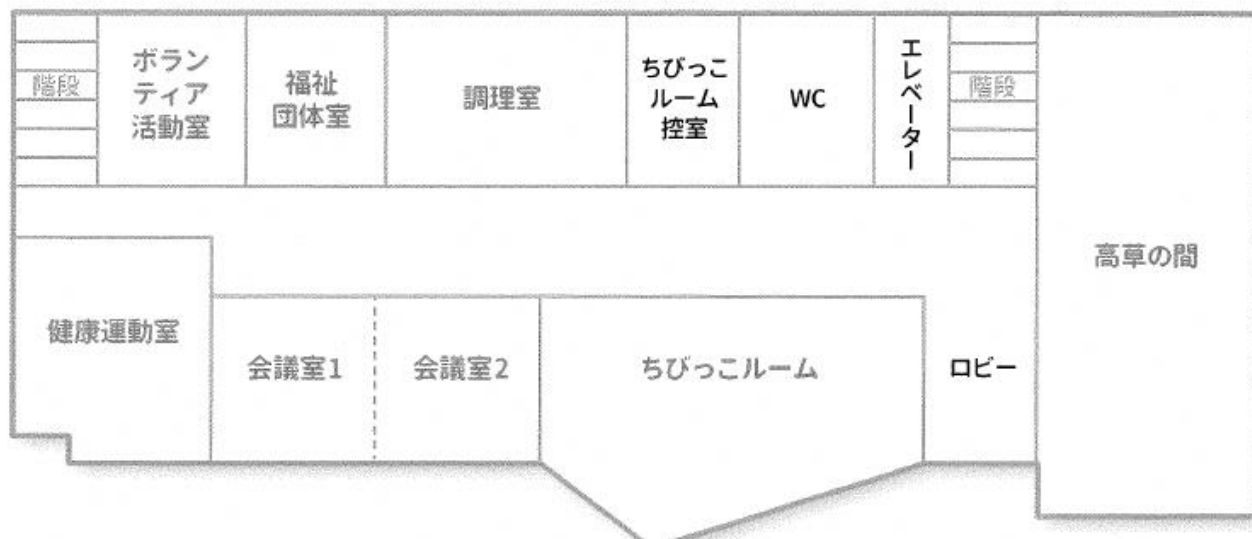 階段
ボラン
ティア
活動室
福祉
団体室
調理室
ちびっこ
ルーム
控室
WC
エレベーター
階段
高草の間
健康運動室
会議室1
会議室2
ちびっこルーム
ロビー